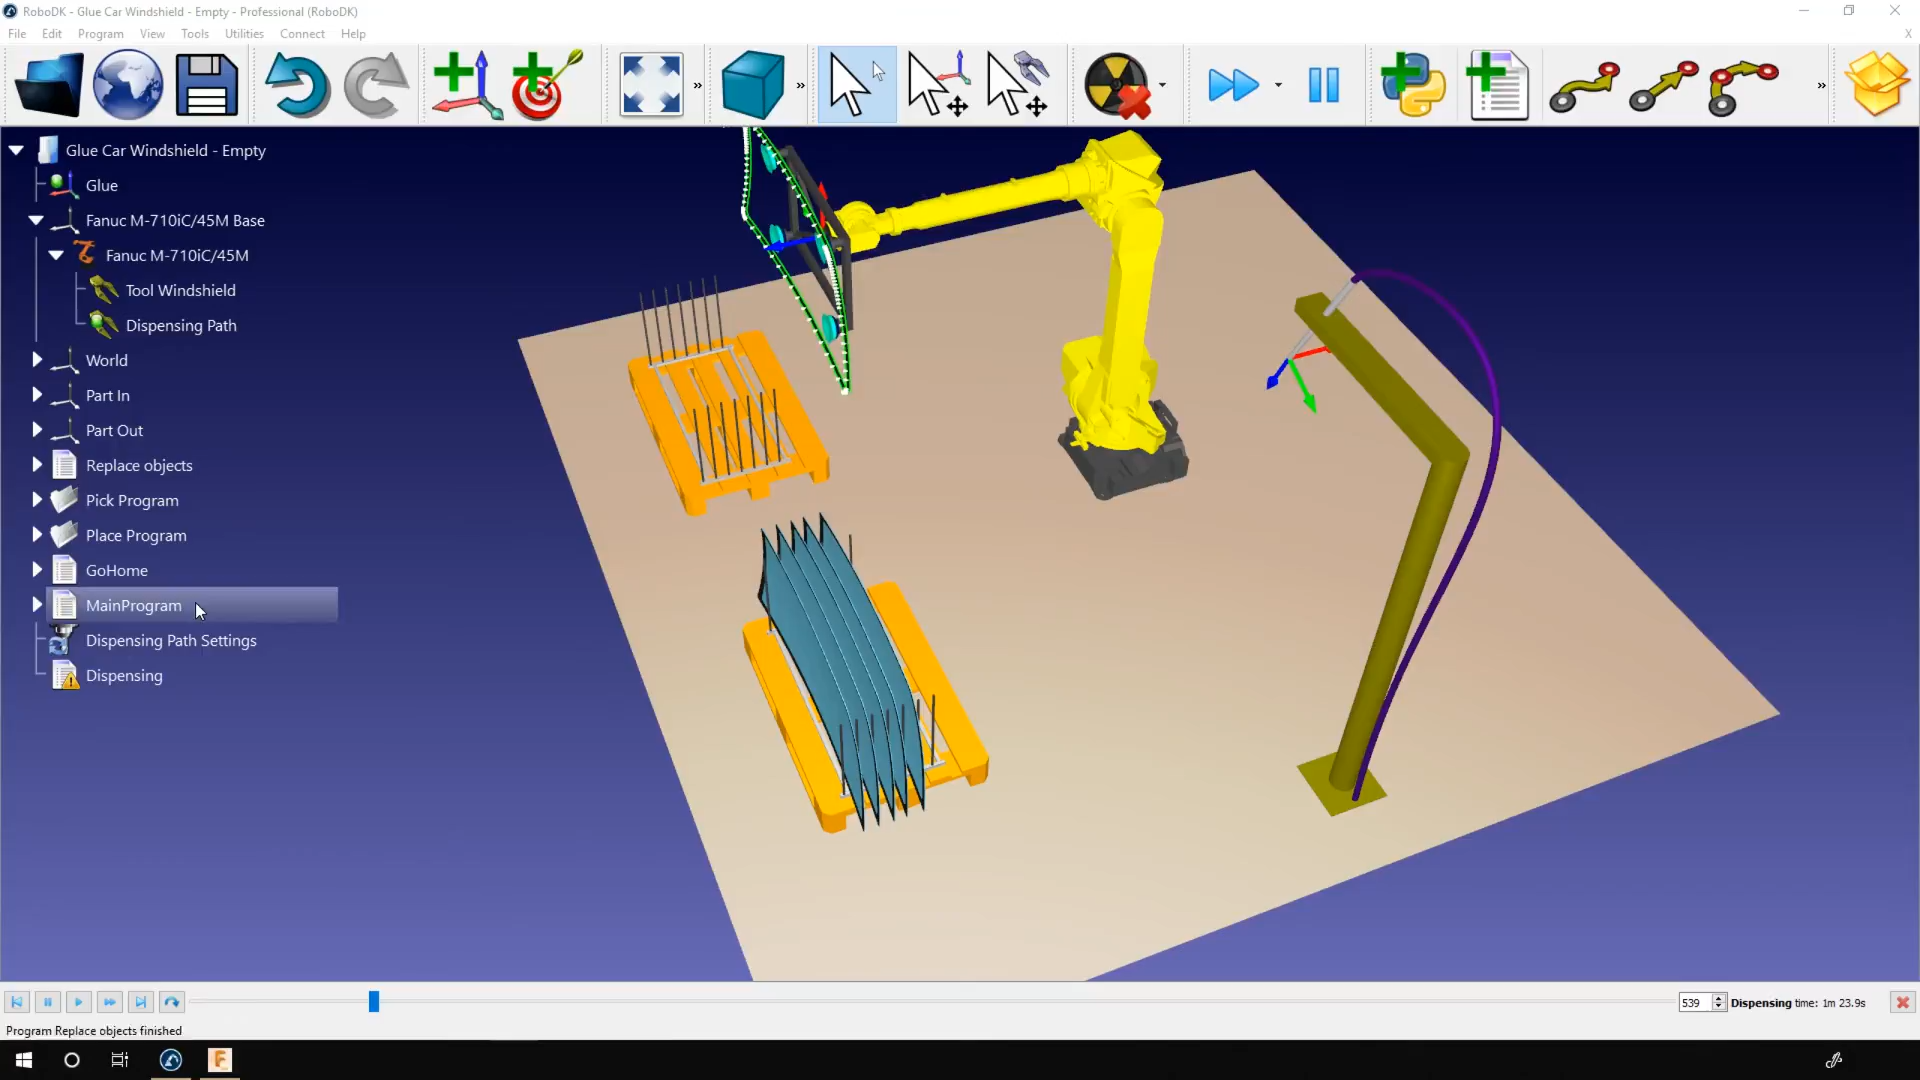 RoboDK - Glue Car Windshield - Empty - Professional (RoboDK)
File Edit Program View Tools Utilities Connect Help
Glue Car Windshield - Empty
Glue
Fanuc M-710iC/45M Base
Fanuc M-710iC/45M
Tool Windshield
Dispensing Path
World
Part In
Part Out
Replace objects
Pick Program
Place Program
GoHome
MainProgram
Dispensing Path Settings
Dispensing
539 Dispensing time: 1m 23.9s
Program Replace objects finished